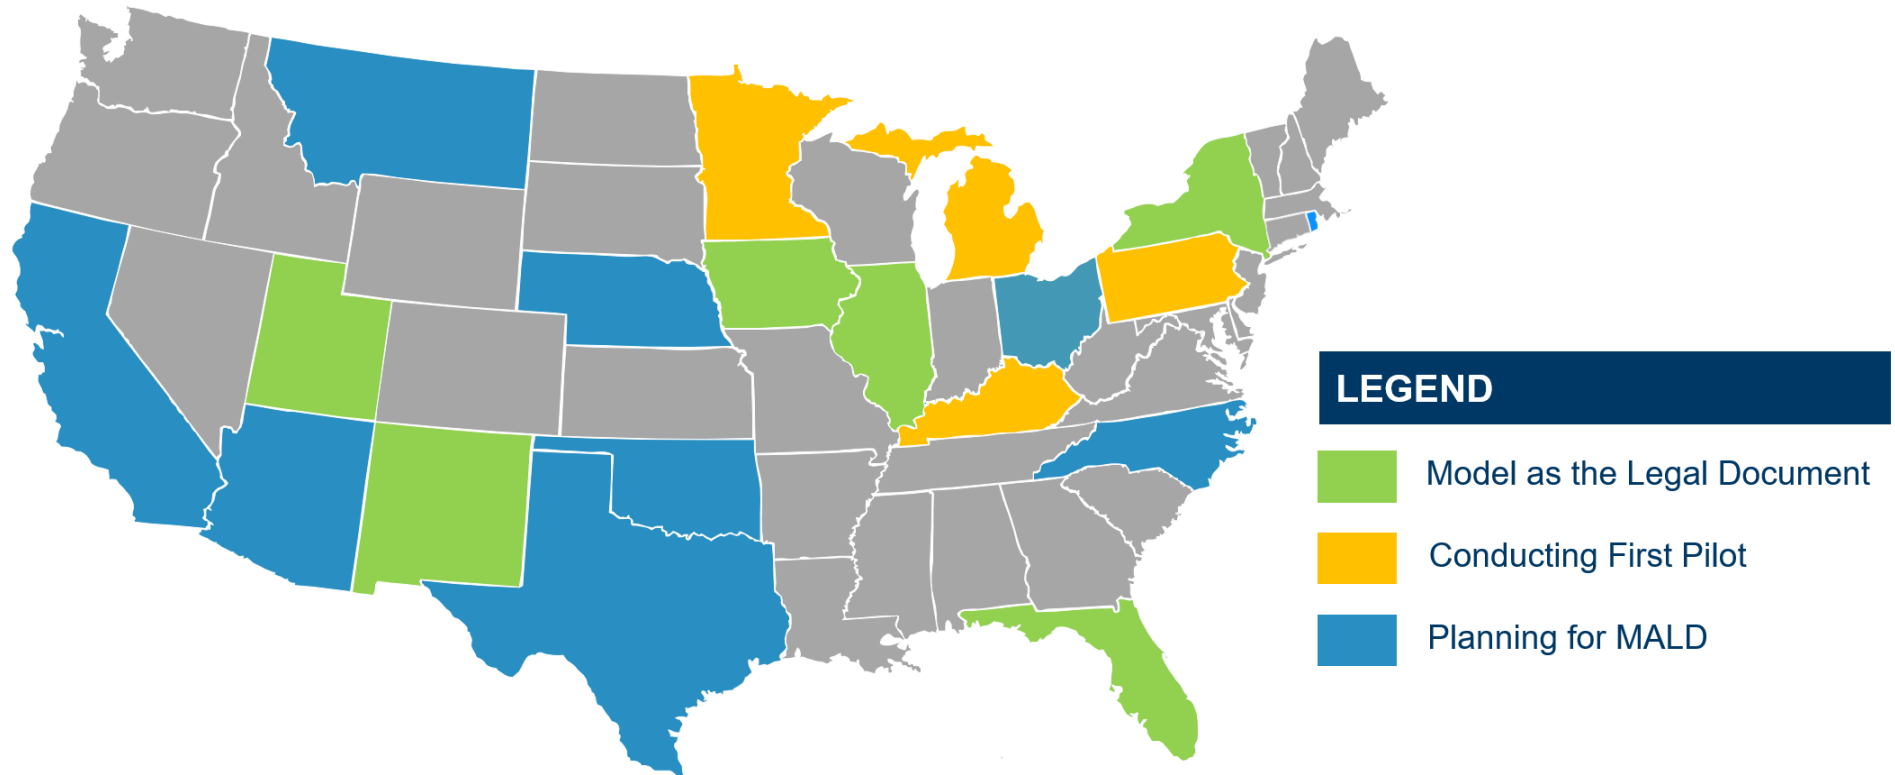 LEGEND
Model as the Legal Document
Conducting First Pilot
Planning for MALD